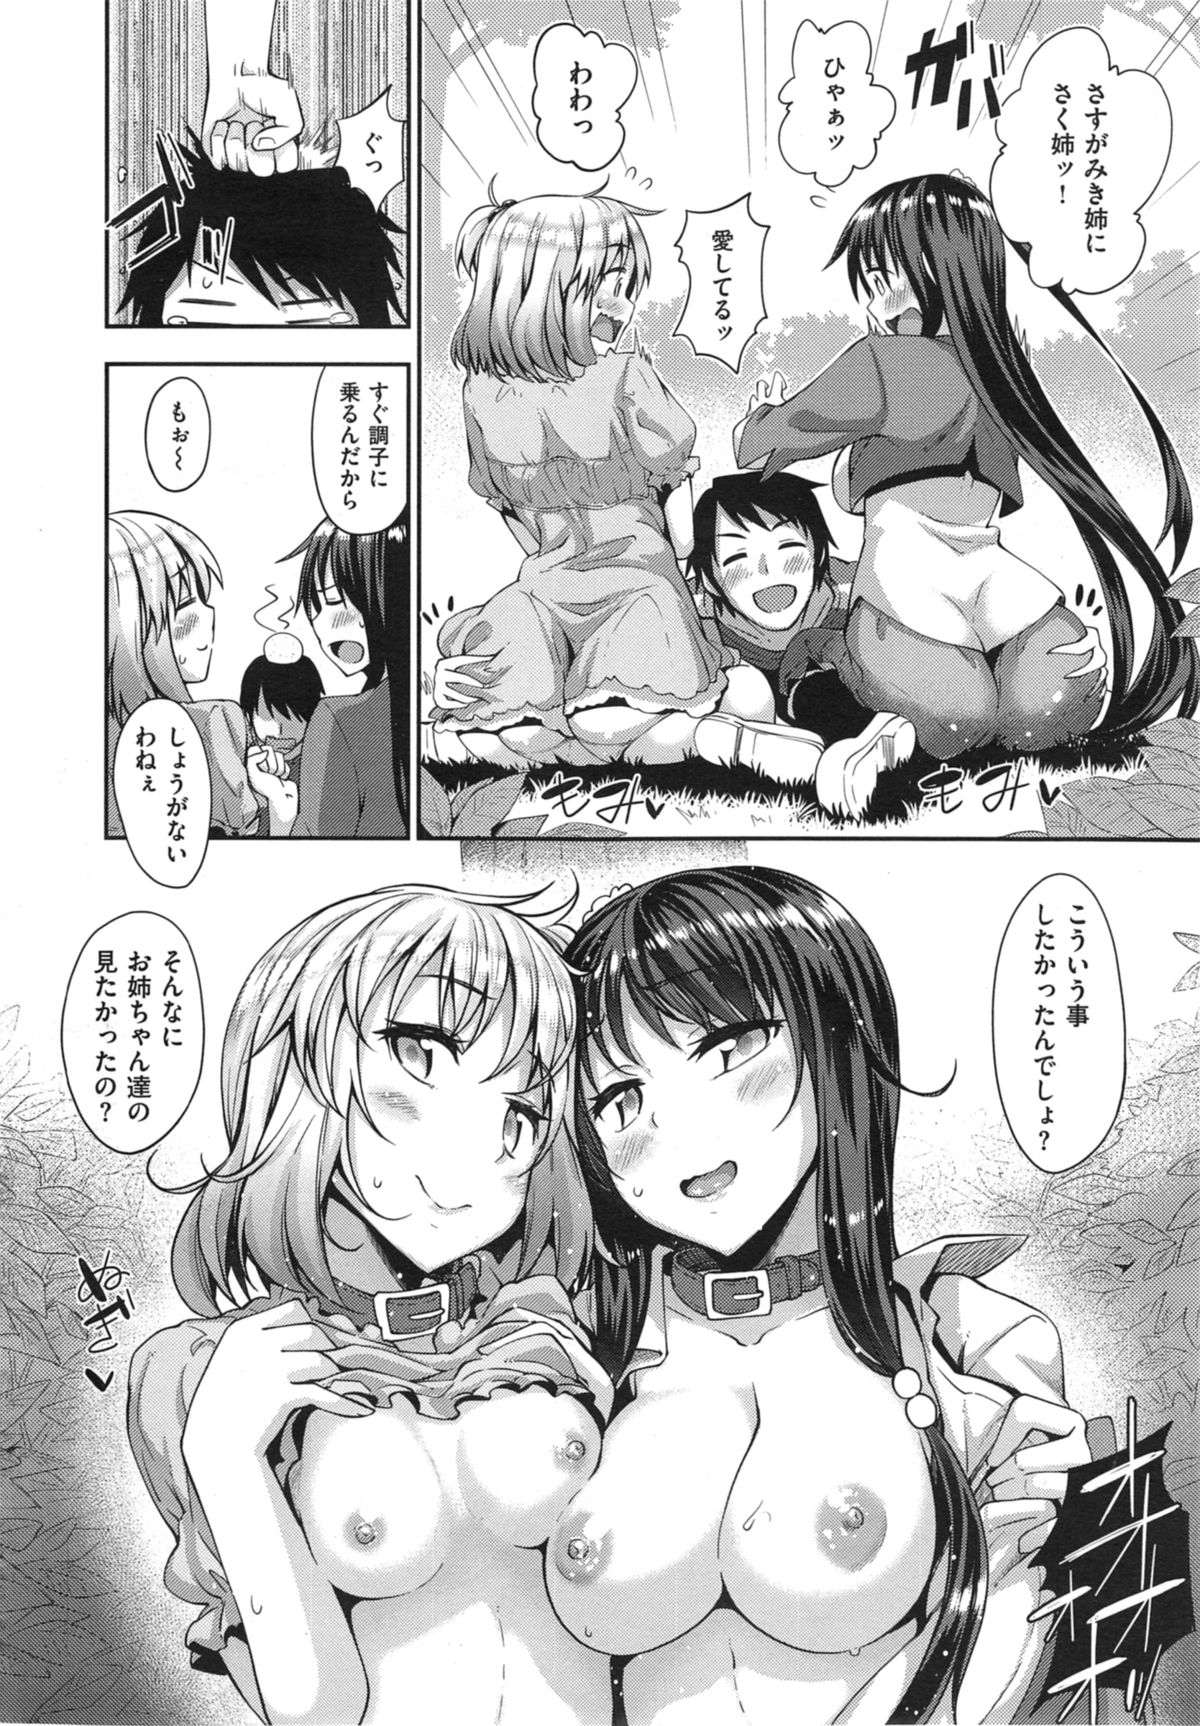 さすがみき姉に
さく姉ッ！
ガバ
ひゃぁッ
わわっ
愛してるッ
もみ♥
もみ♥
ぐっ
ゴッ
すぐ調子に
乗るんだから
もぉ～
しょうがない
わねぇ
こういう事
したかったんでしょ？
そんなに
お姉ちゃん達の
見たかったの？
ぬぎ♥
オオオオッ